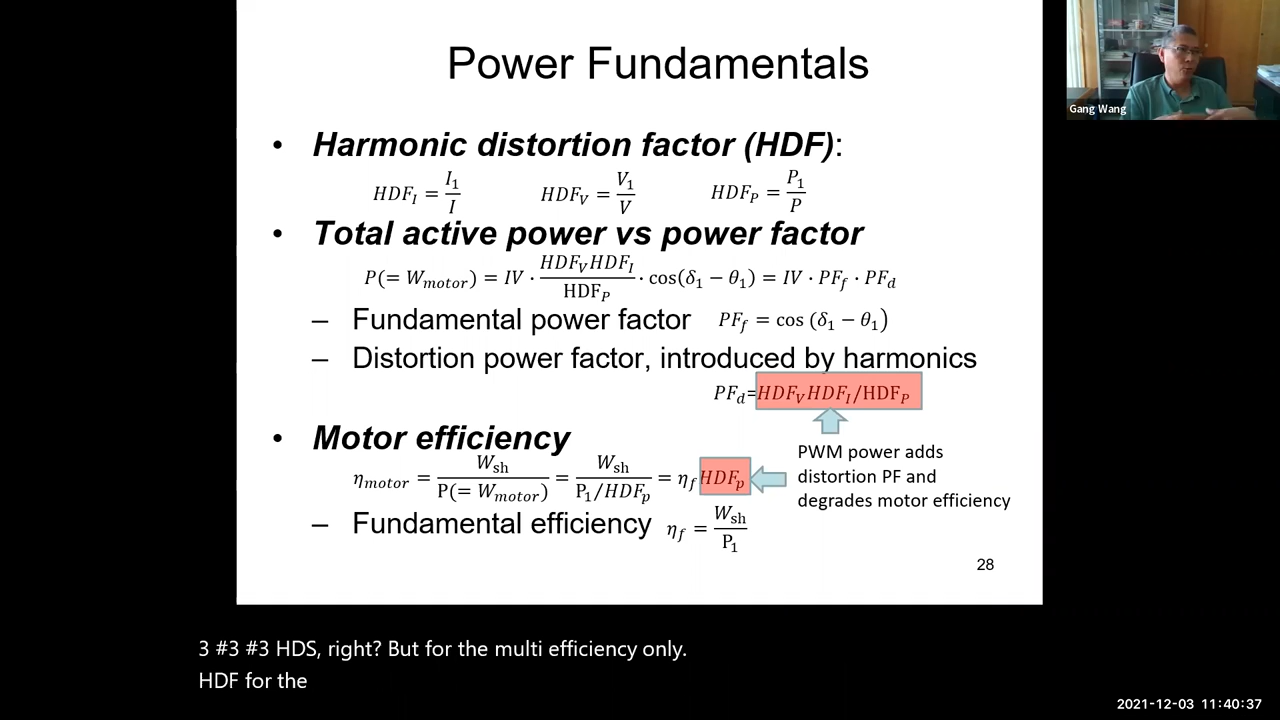 Power Fundamentals
Gang Wang
• Harmonic distortion factor (HDF):
HDF_I = I_1/I HDF_V = V_1/V HDF_P = P_1/P
• Total active power vs power factor
P(= W_motor) = IV · HDF_V HDF_I/HDF_P · cos(δ_1 − θ_1) = IV · PF_f · PF_d
– Fundamental power factor PF_f = cos (δ_1 − θ_1)
– Distortion power factor, introduced by harmonics
PF_d=HDF_V HDF_I/HDF_P
• Motor efficiency
η_motor = W_sh/P(= W_motor) = W_sh/P_1/HDF_p = η_f HDF_p
PWM power adds
distortion PF and
degrades motor efficiency
– Fundamental efficiency η_f = W_sh/P_1
28
3 #3 #3 HDS, right? But for the multi efficiency only.
HDF for the
2021-12-03 11:40:37